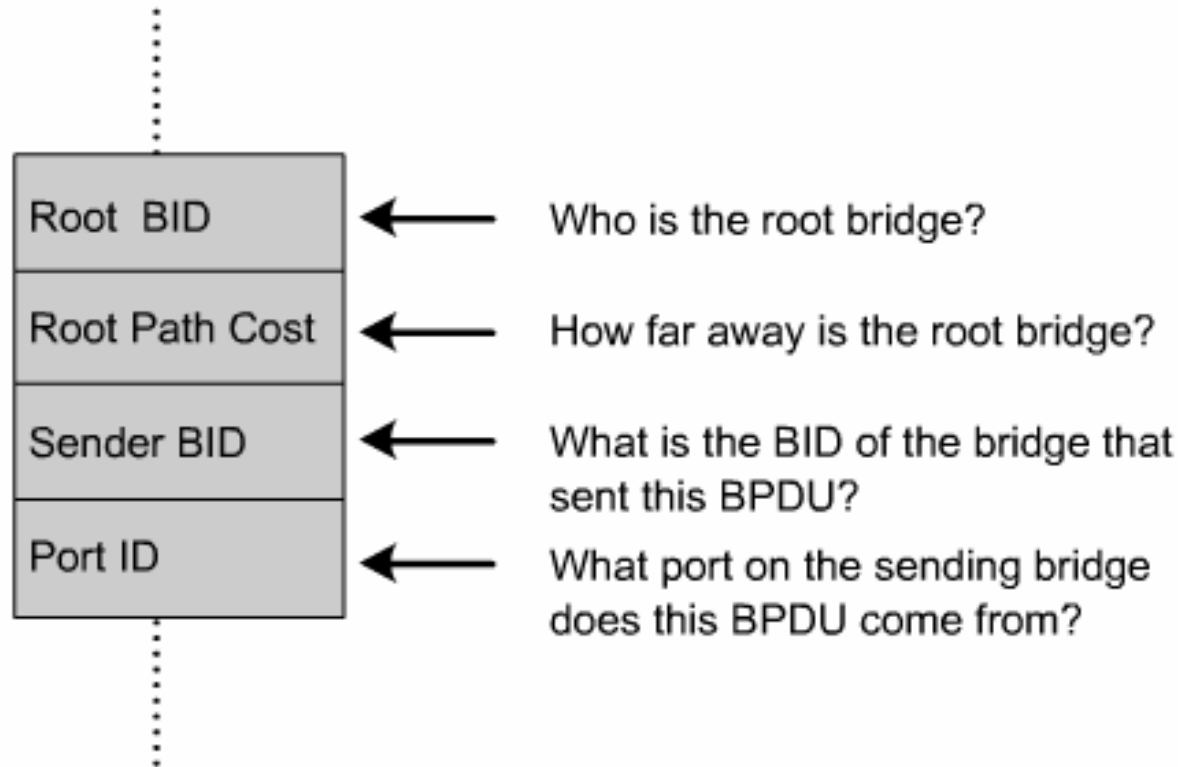 Root BID
Who is the root bridge?
Root Path Cost
How far away is the root bridge?
Sender BID
What is the BID of the bridge that
sent this BPDU?
Port ID
What port on the sending bridge
does this BPDU come from?